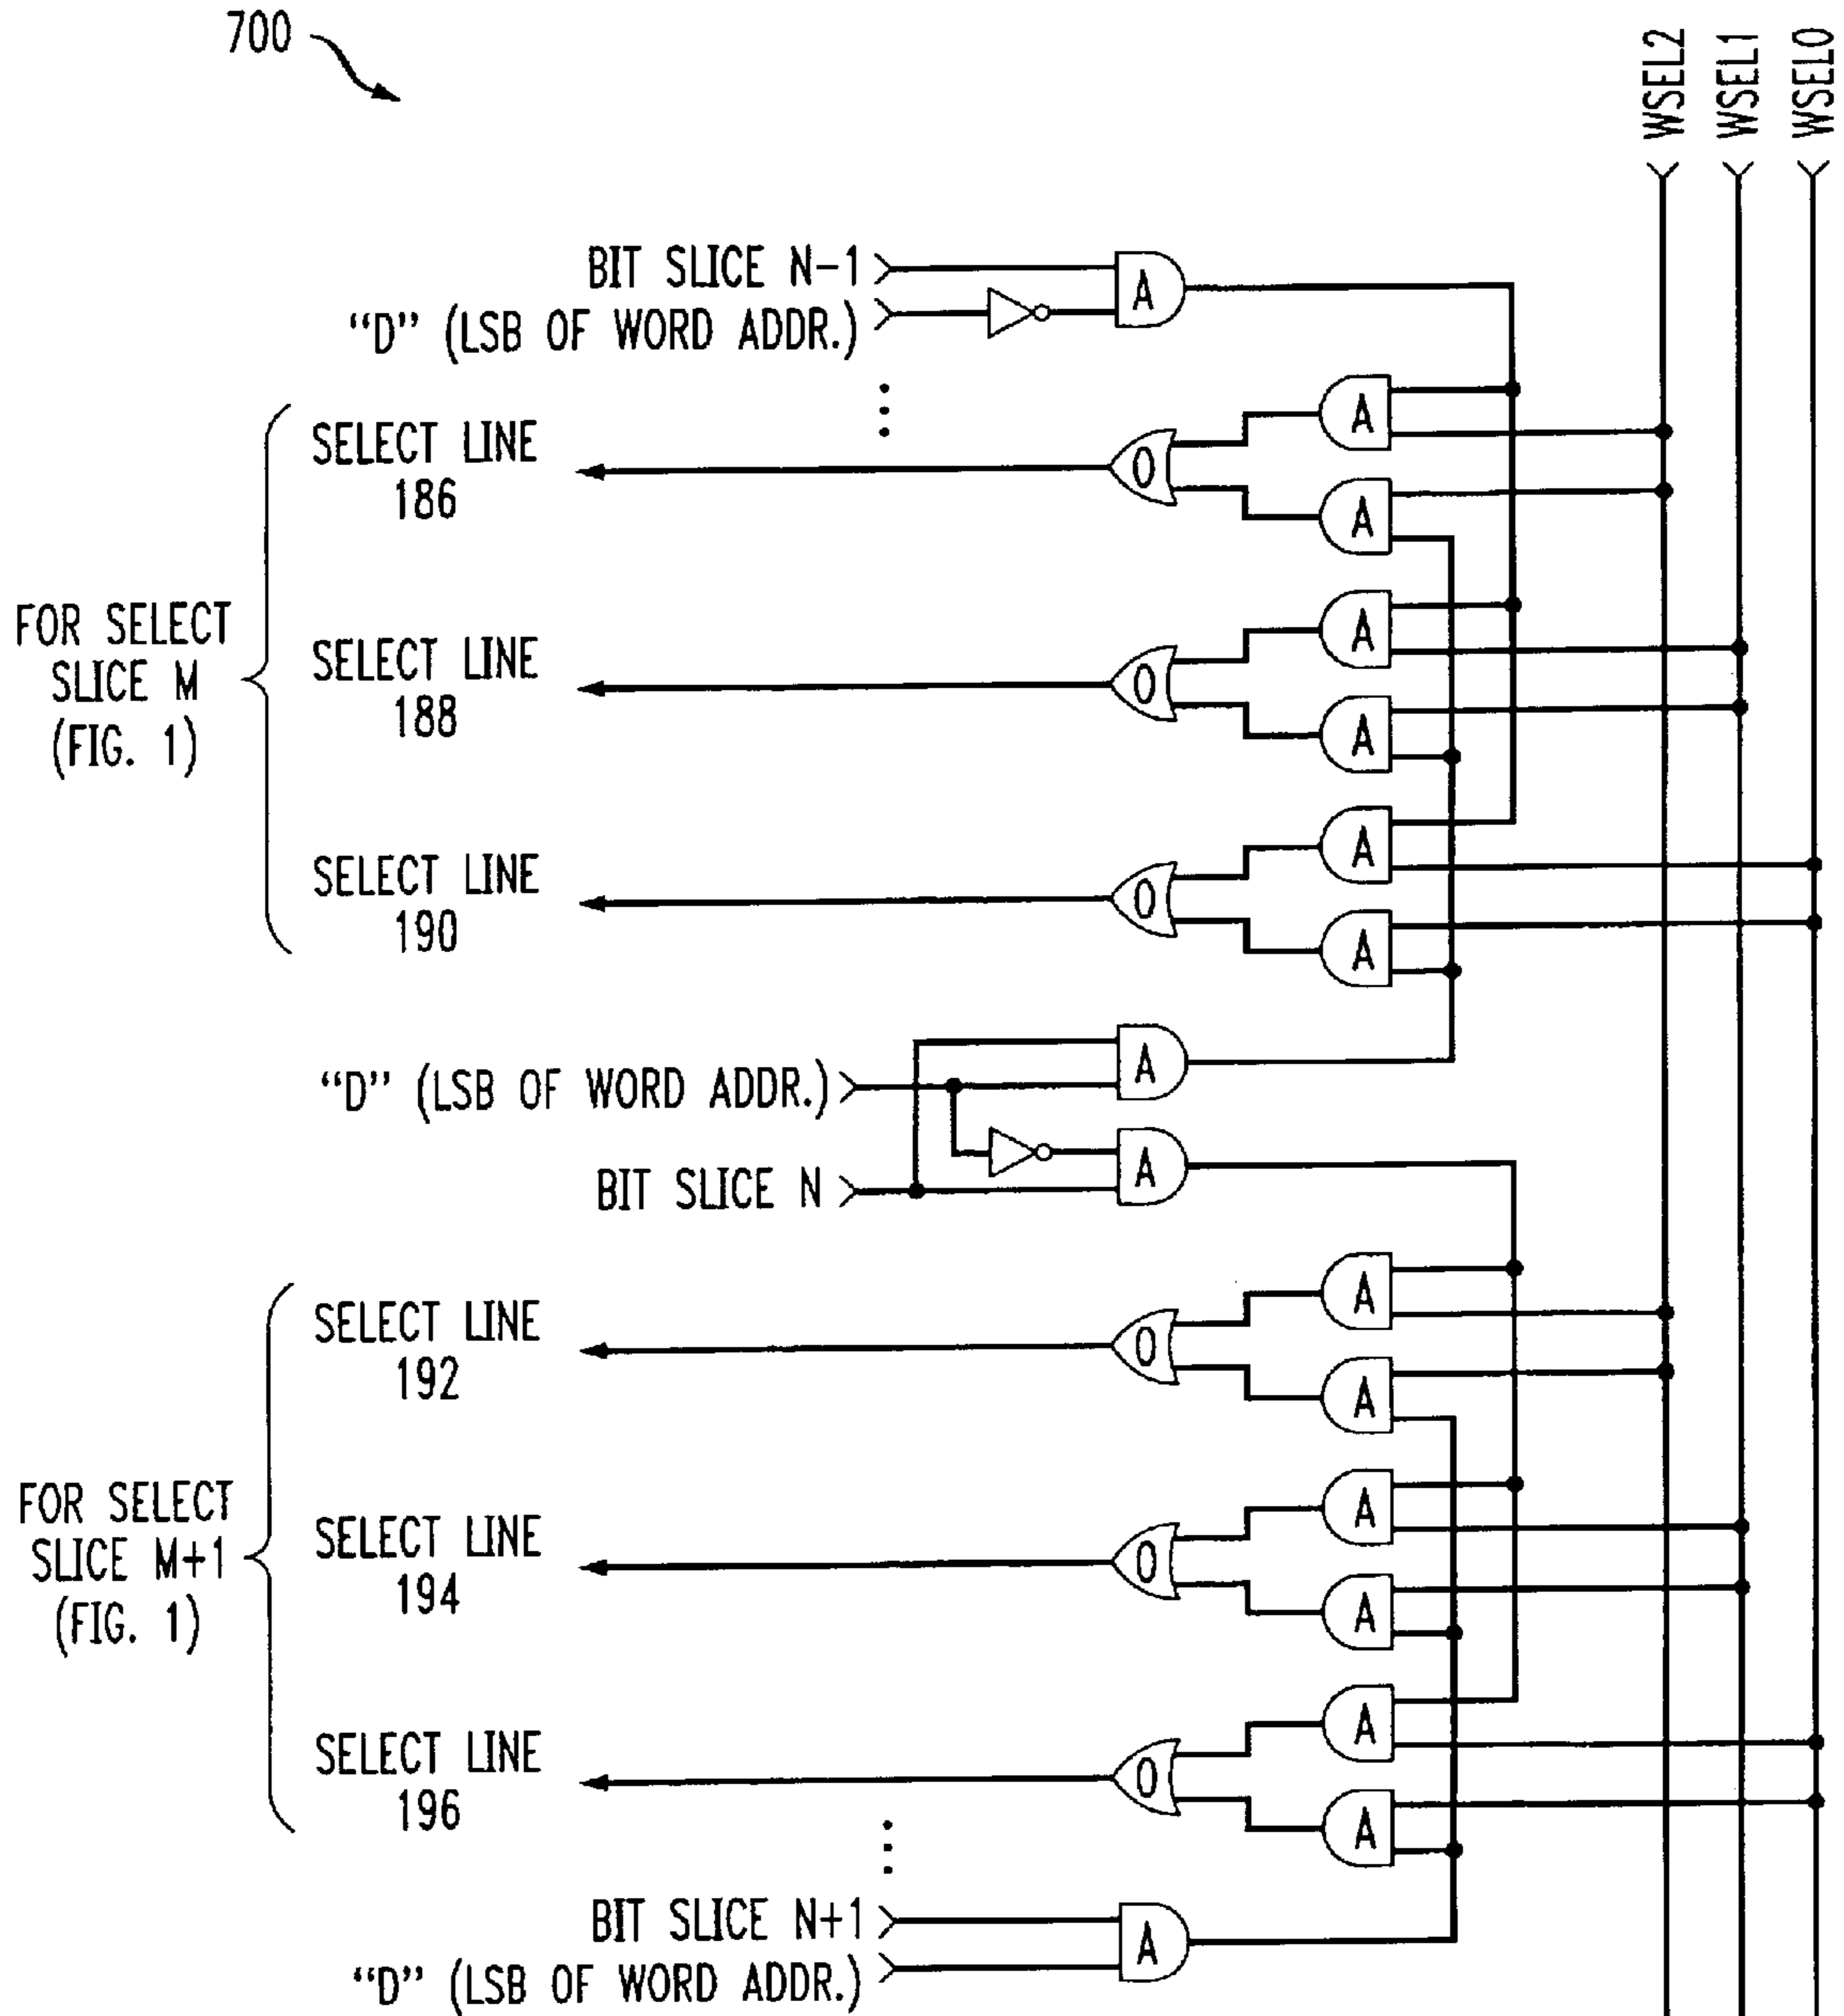 700
WSEL2
WSEL1
WSEL0
BIT SLICE N-1
“D” (LSB OF WORD ADDR.)
A
A
SELECT LINE
186
O
A
FOR SELECT
SLICE M
(FIG. 1)
A
SELECT LINE
188
O
A
A
SELECT LINE
190
O
A
A
“D” (LSB OF WORD ADDR.)
A
BIT SLICE N
A
SELECT LINE
192
O
A
FOR SELECT
SLICE M+1
(FIG. 1)
A
SELECT LINE
194
O
A
A
SELECT LINE
196
O
A
BIT SLICE N+1
“D” (LSB OF WORD ADDR.)
A